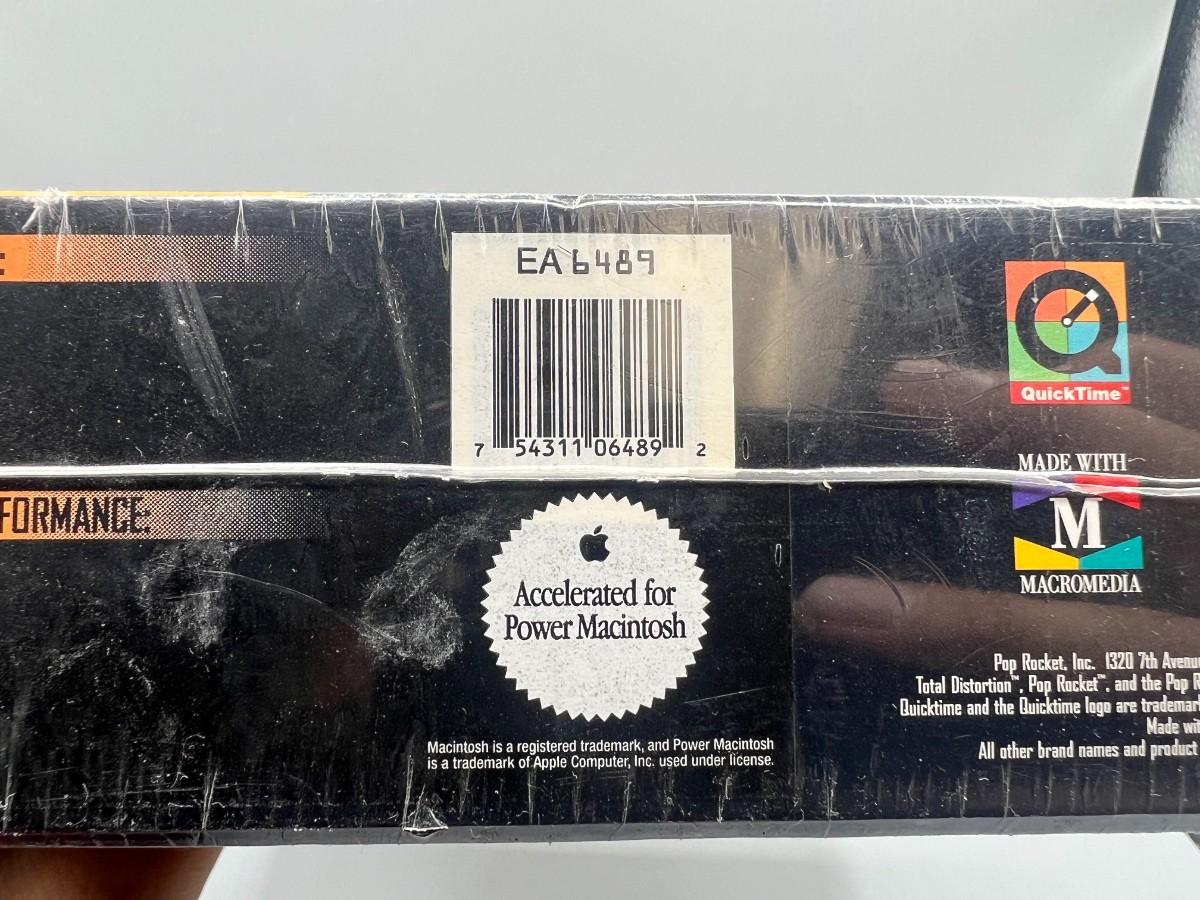 :
EA 6489
7 54311 06489 2
QuickTime™
MADE WITH
M
MACROMEDIA
FORMANCE:
Accelerated for
Power Macintosh
Macintosh is a registered trademark, and Power Macintosh
is a trademark of Apple Computer, Inc. used under license.
Pop Rocket, Inc. 1320 7th Avenu
Total Distortion™, Pop Rocket™, and the Pop R
Quicktime and the Quicktime logo are trademar
Made wi
All other brand names and product